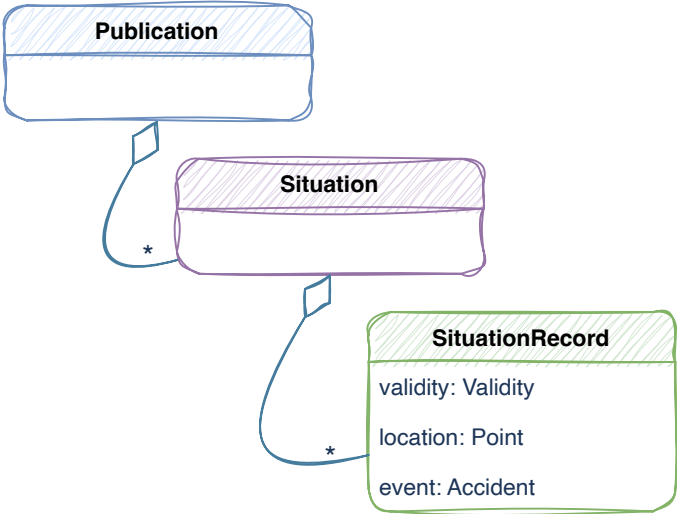 Publication
*
Situation
*
SituationRecord
validity: Validity
location: Point
event: Accident